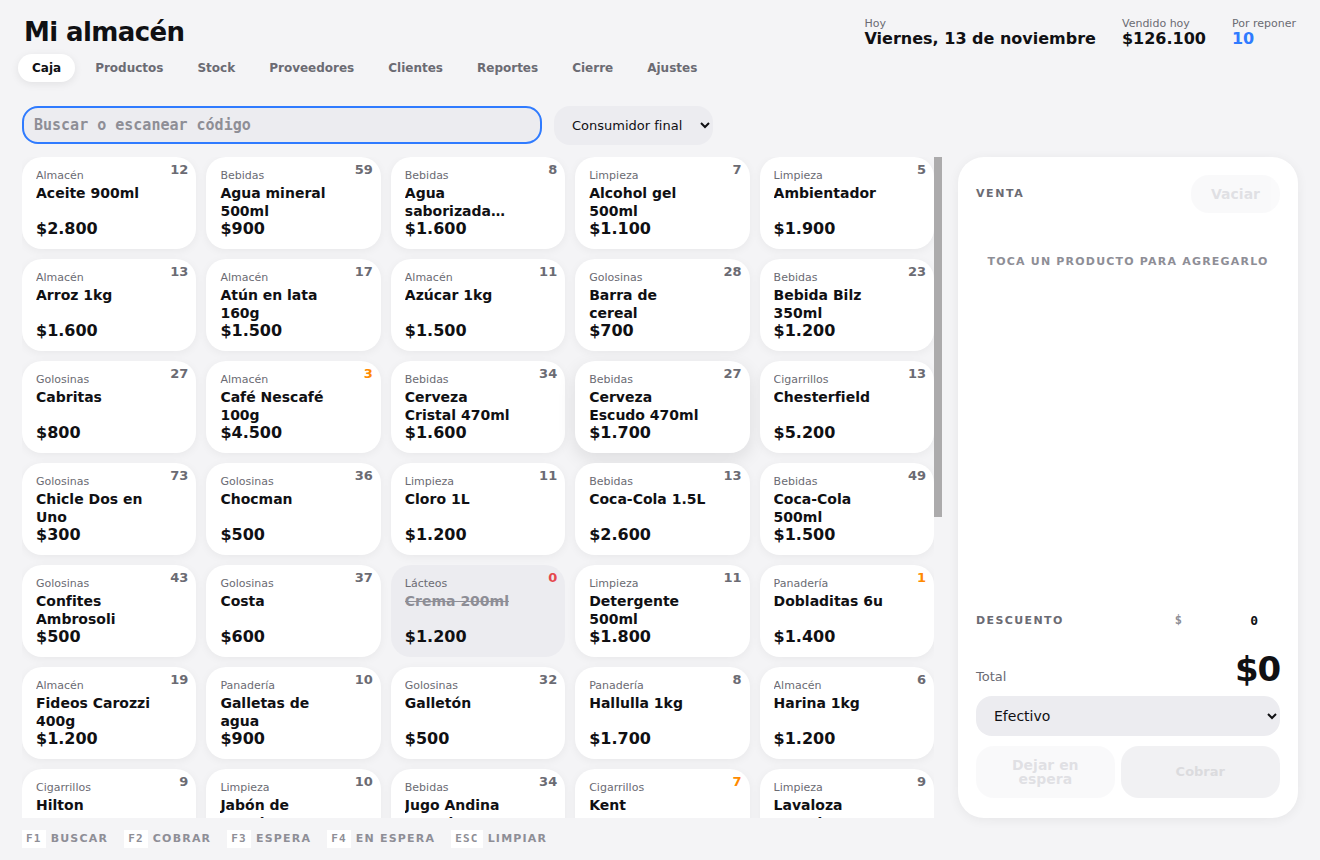 Mi almacén
Hoy
Viernes, 13 de noviembre
Vendido hoy
$126.100
Por reponer
10
Caja Productos Stock Proveedores Clientes Reportes Cierre Ajustes
Buscar o escanear código
Consumidor final
Almacén 12
Aceite 900ml
$2.800
Bebidas 59
Agua mineral
500ml
$900
Bebidas 8
Agua
saborizada…
$1.600
Limpieza 7
Alcohol gel
500ml
$1.100
Limpieza 5
Ambientador
$1.900
Almacén 13
Arroz 1kg
$1.600
Almacén 17
Atún en lata
160g
$1.500
Almacén 11
Azúcar 1kg
$1.500
Golosinas 28
Barra de
cereal
$700
Bebidas 23
Bebida Bilz
350ml
$1.200
Golosinas 27
Cabritas
$800
Almacén 3
Café Nescafé
100g
$4.500
Bebidas 34
Cerveza
Cristal 470ml
$1.600
Bebidas 27
Cerveza
Escudo 470ml
$1.700
Cigarrillos 13
Chesterfield
$5.200
Golosinas 73
Chicle Dos en
Uno
$300
Golosinas 36
Chocman
$500
Limpieza 11
Cloro 1L
$1.200
Bebidas 13
Coca-Cola 1.5L
$2.600
Bebidas 49
Coca-Cola
500ml
$1.500
Golosinas 43
Confites
Ambrosoli
$500
Golosinas 37
Costa
$600
Lácteos 0
Crema 200ml
$1.200
Limpieza 11
Detergente
500ml
$1.800
Panadería 1
Dobladitas 6u
$1.400
Almacén 19
Fideos Carozzi
400g
$1.200
Panadería 10
Galletas de
agua
$900
Golosinas 32
Galletón
$500
Panadería 8
Hallulla 1kg
$1.700
Almacén 6
Harina 1kg
$1.200
Cigarrillos 9
Hilton
Limpieza 10
Jabón de
Bebidas 34
Jugo Andina
Cigarrillos 7
Kent
Limpieza 9
Lavaloza
VENTA
Vaciar
TOCA UN PRODUCTO PARA AGREGARLO
DESCUENTO $ 0
Total $0
Efectivo
Dejar en
espera
Cobrar
F1 BUSCAR F2 COBRAR F3 ESPERA F4 EN ESPERA ESC LIMPIAR